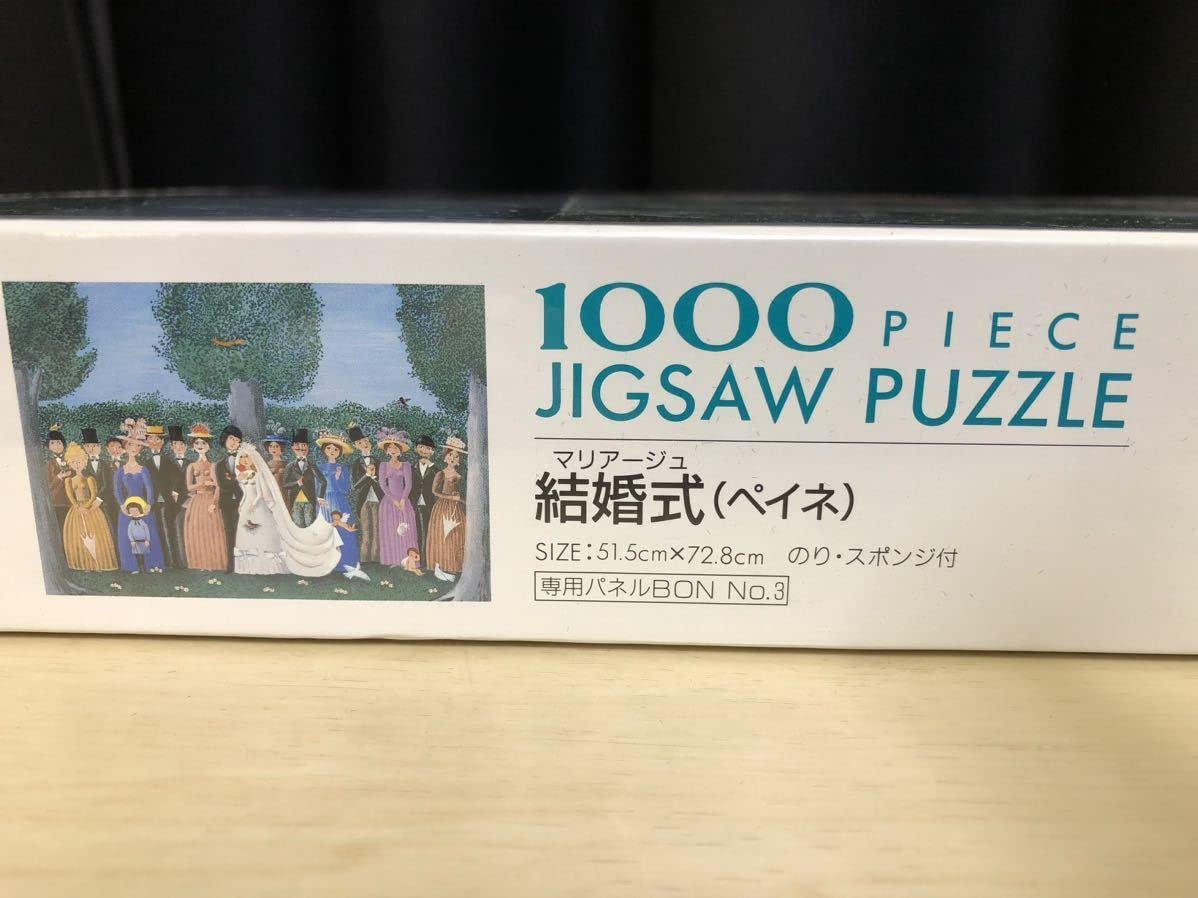 1000 PIECE
JIGSAW PUZZLE
マリアージュ
結婚式(ペイネ)
SIZE:51.5cm×72.8cm のり・スポンジ付
専用パネルBON No.3